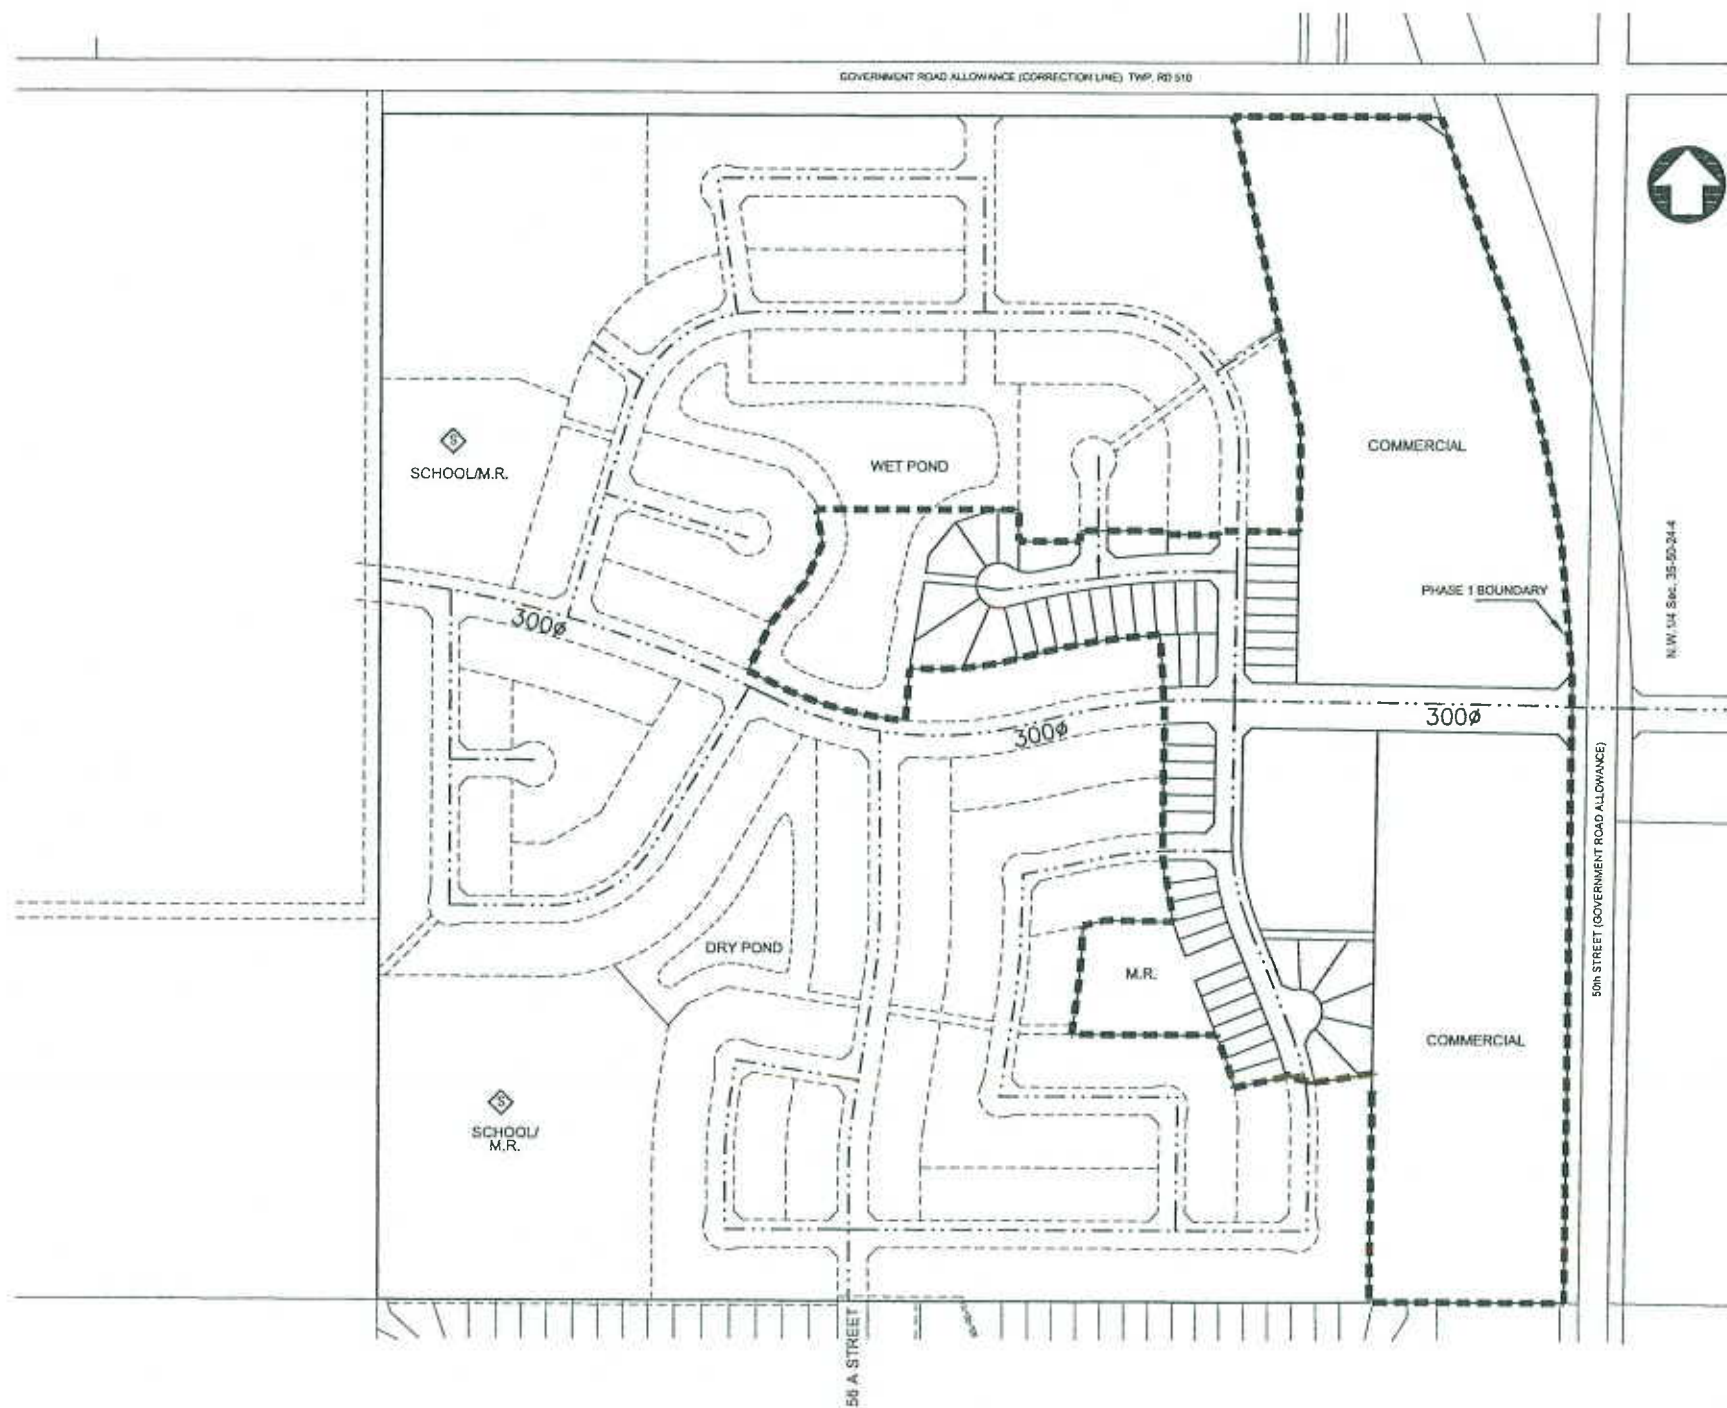 GOVERNMENT ROAD ALLOWANCE (CORRECTION LINE) TWP. RD 510
COMMERCIAL
S
SCHOOL/M.R.
WET POND
N.W. 1/4 Sec. 35-50-24-4
PHASE 1 BOUNDARY
300ø
300ø
300ø
50th STREET (GOVERNMENT ROAD ALLOWANCE)
DRY POND
M.R.
COMMERCIAL
S
SCHOOL/
M.R.
56 A STREET